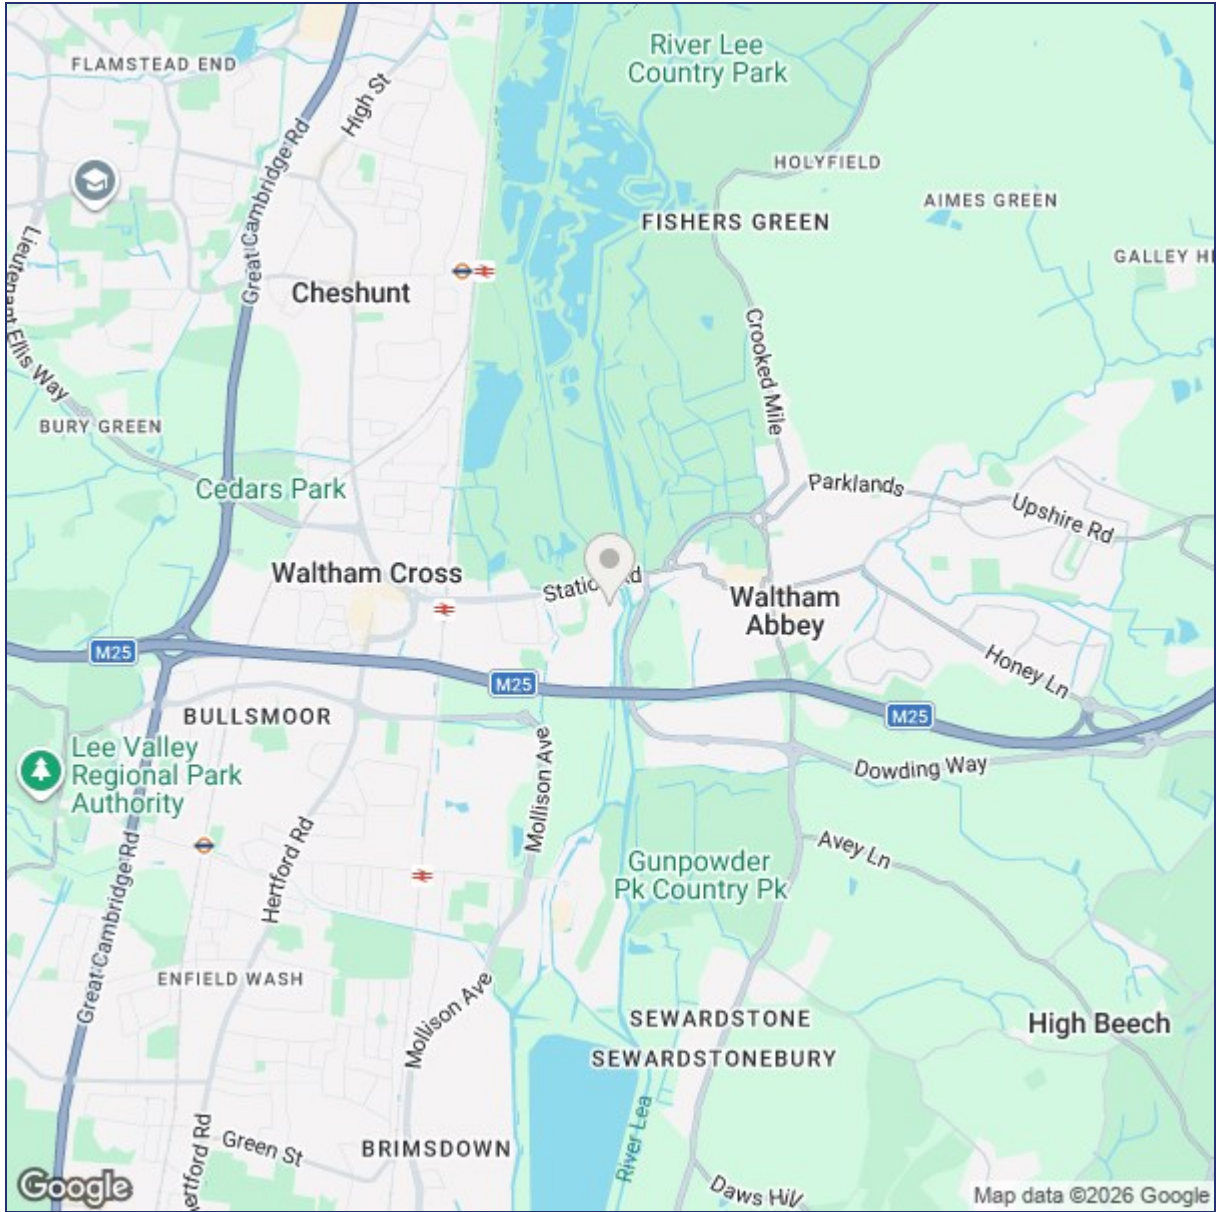 River Lee
Country Park
FLAMSTEAD END
High St
HOLYFIELD
AIMES GREEN
FISHERS GREEN
Great Cambridge Rd
Lieutenant Ellis Way
GALLEY HI
Cheshunt
Crooked Mile
BURY GREEN
Cedars Park
Parklands
Upshire Rd
Waltham Cross
Station Rd
Waltham
Abbey
M25
Honey Ln
M25
M25
BULLSMOOR
Lee Valley
Regional Park
Authority
Mollison Ave
Dowding Way
Great Cambridge Rd
Hertford Rd
Avey Ln
Gunpowder
Pk Country Pk
ENFIELD WASH
Mollison Ave
SEWARDSTONE
High Beech
SEWARDSTONEBURY
River Lea
ertford Rd
Green St
BRIMSDOWN
Daws Hill
Google
Map data ©2026 Google